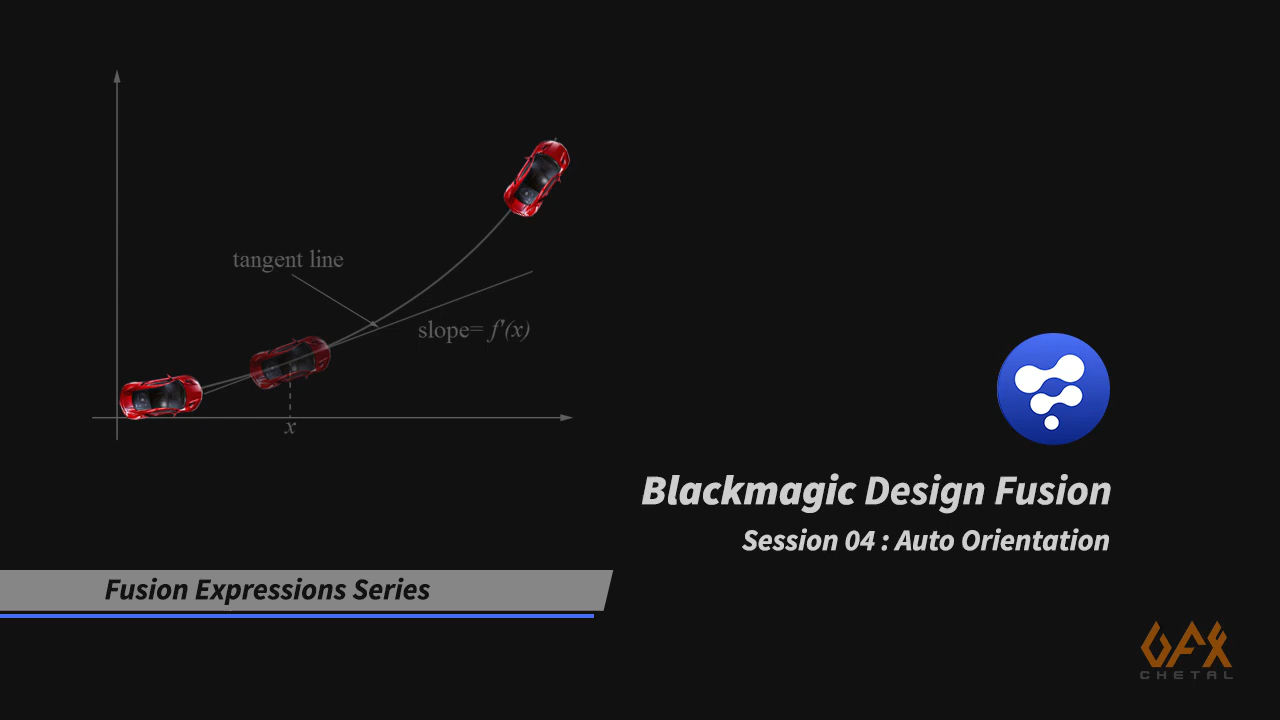 tangent line
slope= f'(x)
x
Blackmagic Design Fusion
Session 04 : Auto Orientation
Fusion Expressions Series
GFX
CHETAL